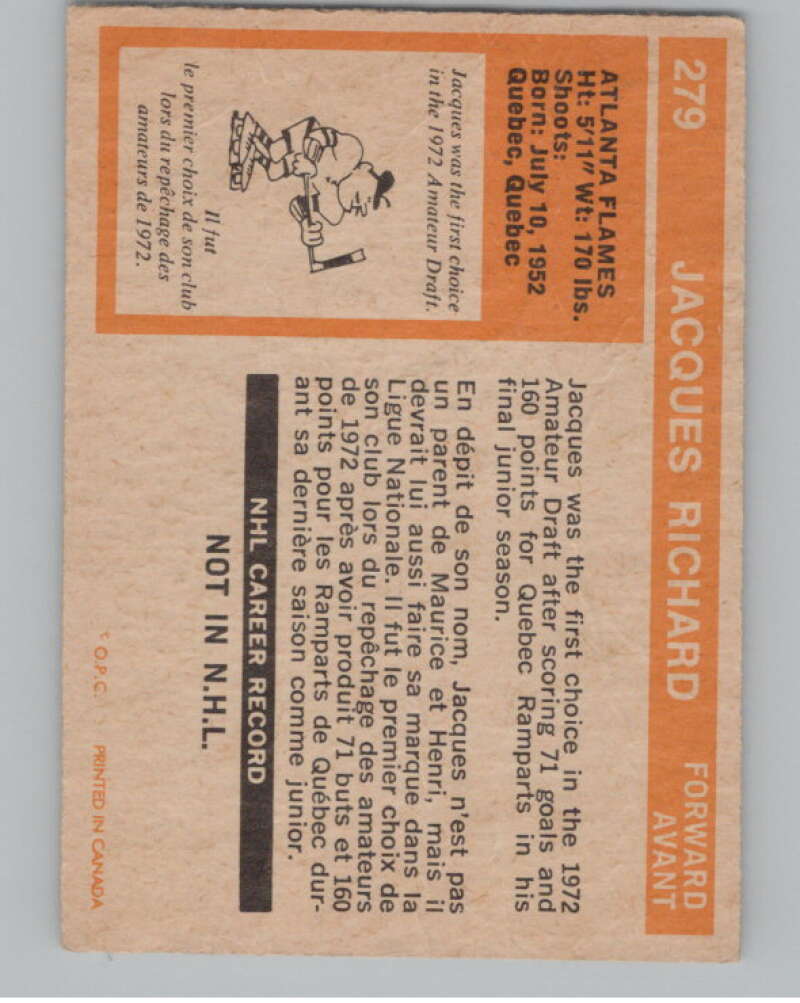 279
JACQUES RICHARD
FORWARD
AVANT
ATLANTA FLAMES
Ht: 5'11" Wt: 170 lbs.
Shoots:
Born: July 10, 1952
Quebec, Quebec
Jacques was the first choice
in the 1972 Amateur Draft.
Il fut
le premier choix de son club
lors du repêchage des
amateurs de 1972.
Jacques was the first choice in the 1972
Amateur Draft after scoring 71 goals and
160 points for Quebec Ramparts in his
final junior season.
En dépit de son nom, Jacques n'est pas
un parent de Maurice et Henri, mais il
devrait lui aussi faire sa marque dans la
Ligue Nationale. Il fut le premier choix de
son club lors du repêchage des amateurs
de 1972 après avoir produit 71 buts et 160
points pour les Ramparts de Québec dur-
ant sa dernière saison comme junior.
NHL CAREER RECORD
NOT IN N.H.L.
O.P.C. PRINTED IN CANADA